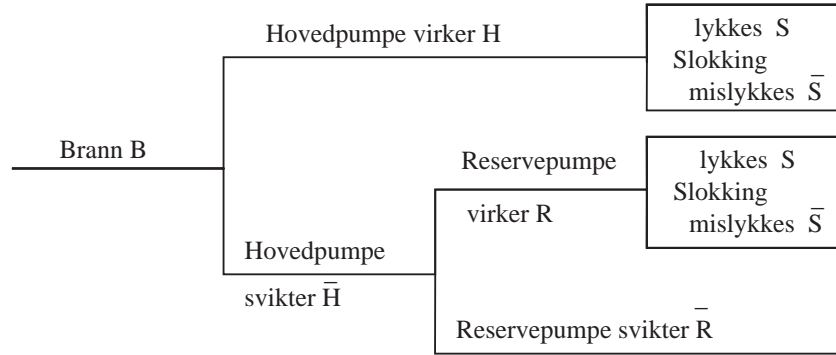 Hovedpumpe virker H
lykkes S
Slokking
mislykkes S̄
Brann B
Reservepumpe
virker R
lykkes S
Slokking
mislykkes S̄
Hovedpumpe
svikter H̄
Reservepumpe svikter R̄